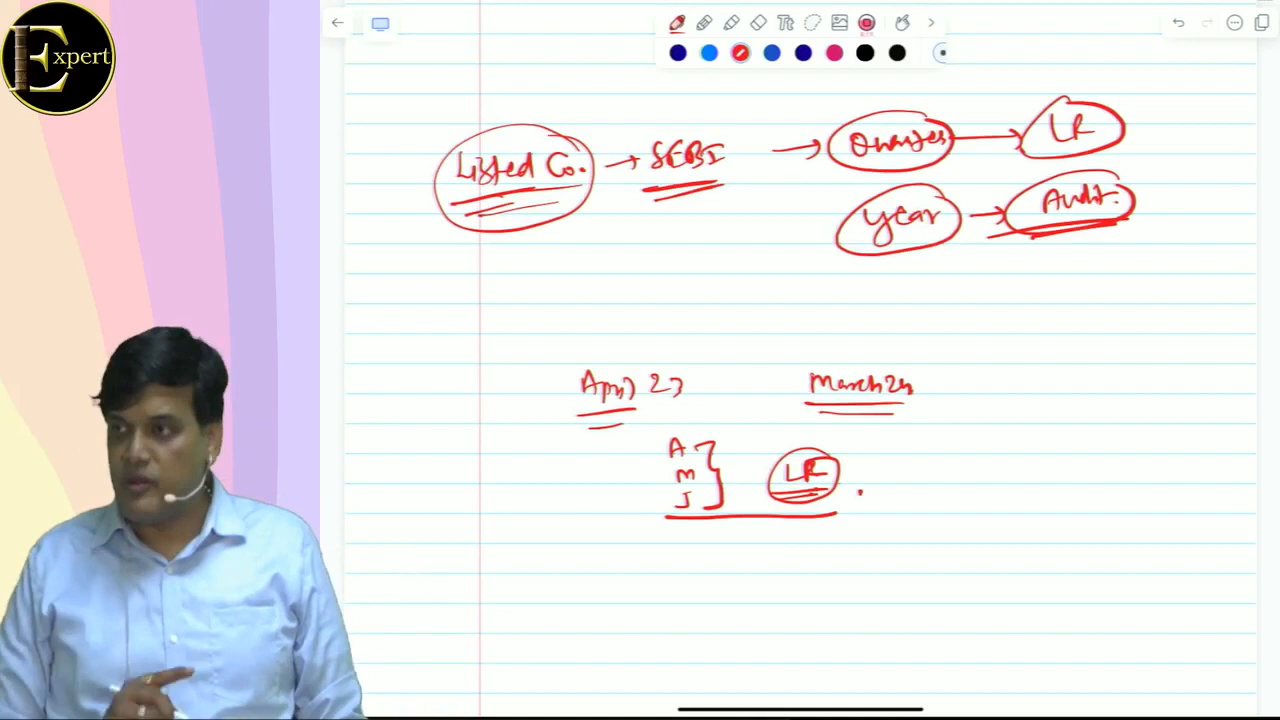 Expert
Listed Co. → SEBI → Quarter → LR
Year → Audit.
April 23 March 24
A
M
J
LR